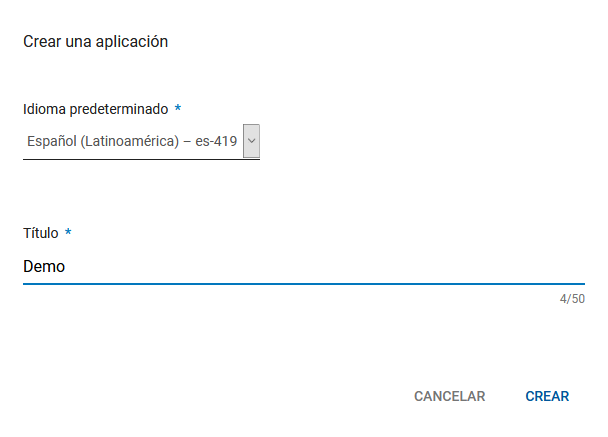 Crear una aplicación
Idioma predeterminado *
Español (Latinoamérica) – es-419
Título *
Demo
4/50
CANCELAR CREAR